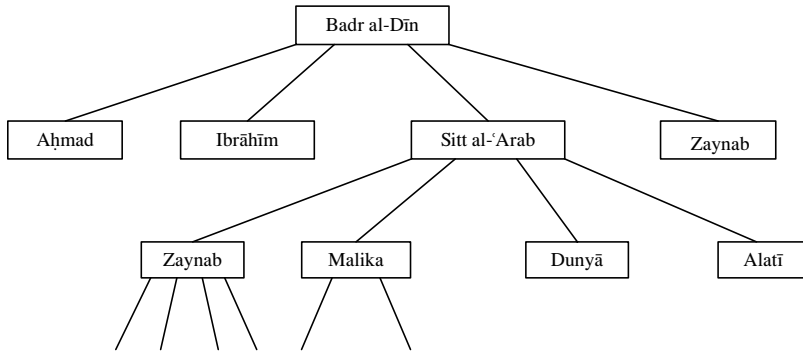 Badr al-Dīn
Aḥmad
Ibrāhīm
Sitt al-ʿArab
Zaynab
Zaynab
Malika
Dunyā
Alatī